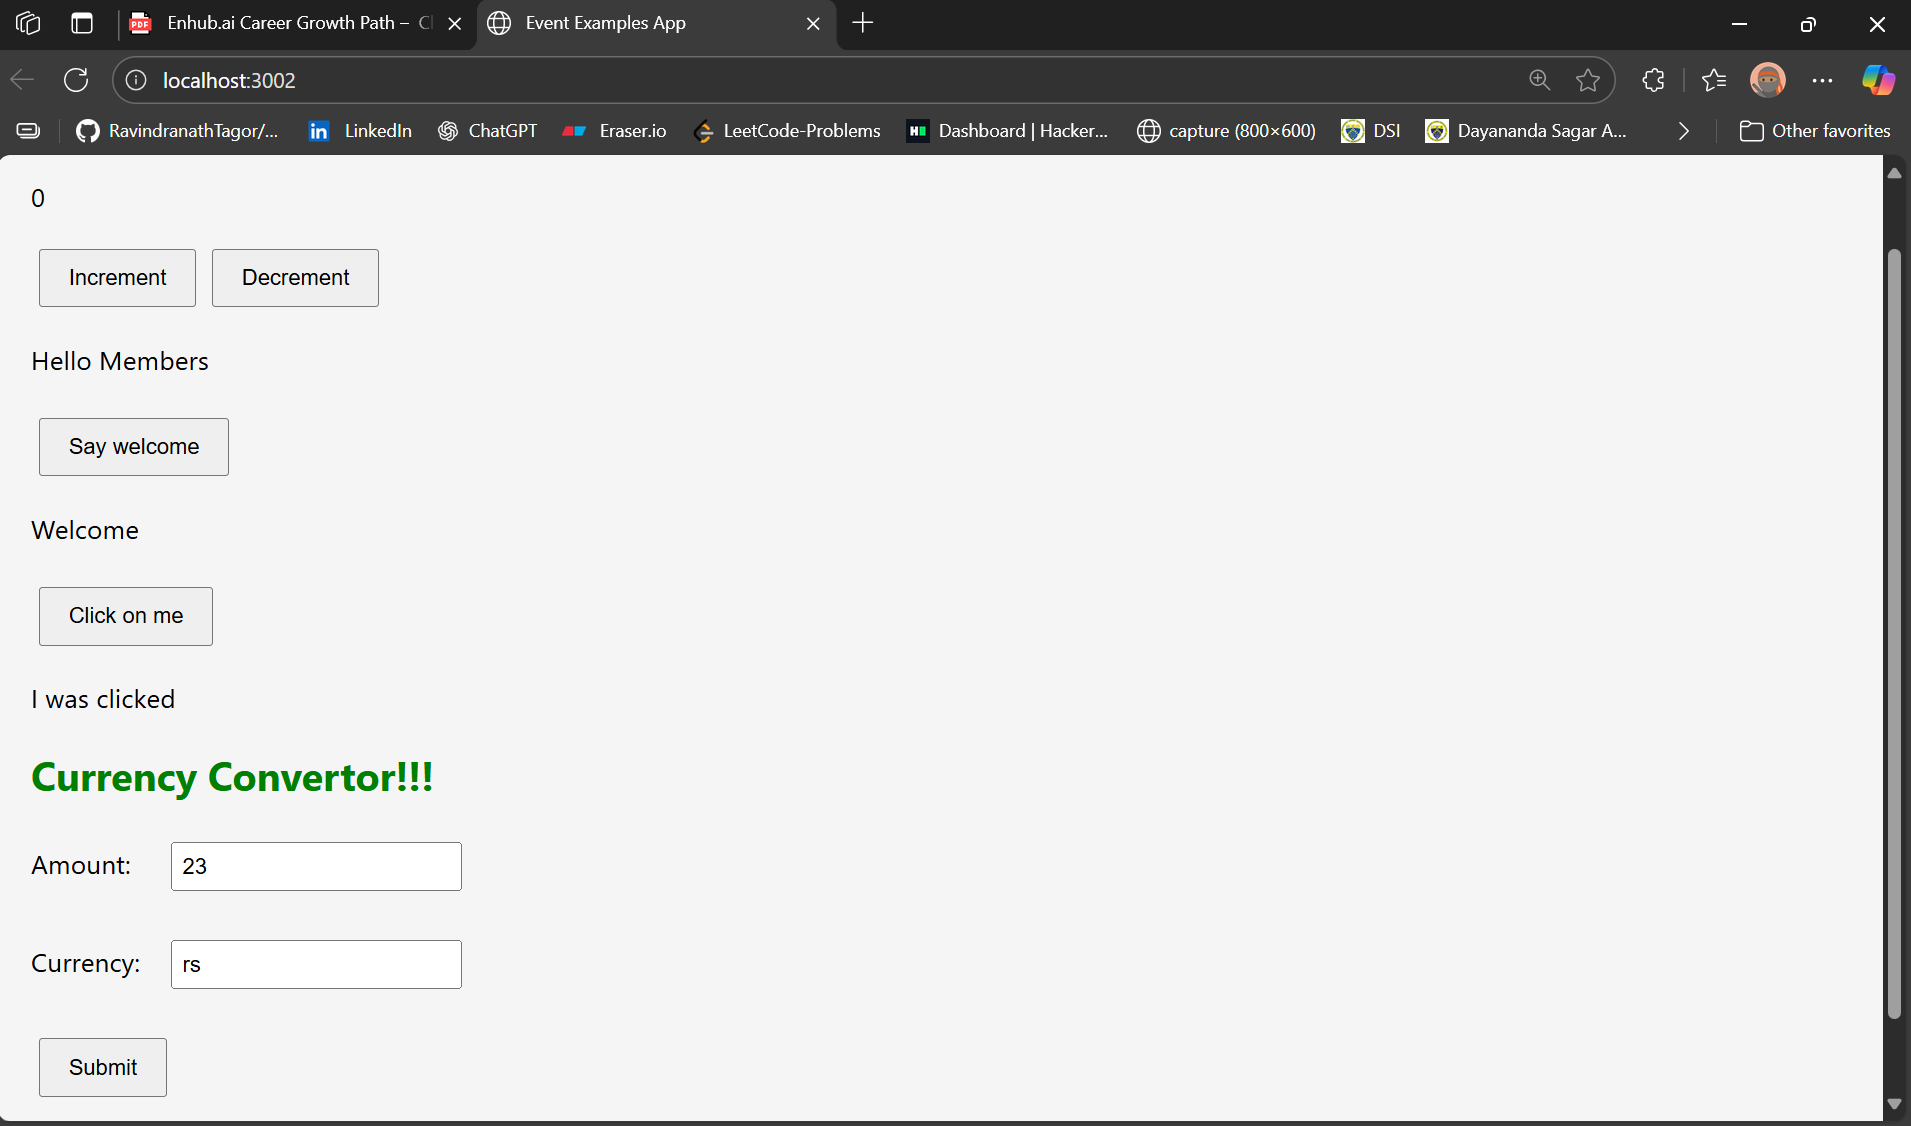 PDF Enhub.ai Career Growth Path – Event Examples App
localhost:3002
RavindranathTagor/... in LinkedIn ChatGPT Eraser.io LeetCode-Problems Dashboard | Hacker... capture (800×600) DSI Dayananda Sagar A... Other favorites
0
Increment Decrement
Hello Members
Say welcome
Welcome
Click on me
I was clicked
Currency Convertor!!!
Amount: 23
Currency: rs
Submit